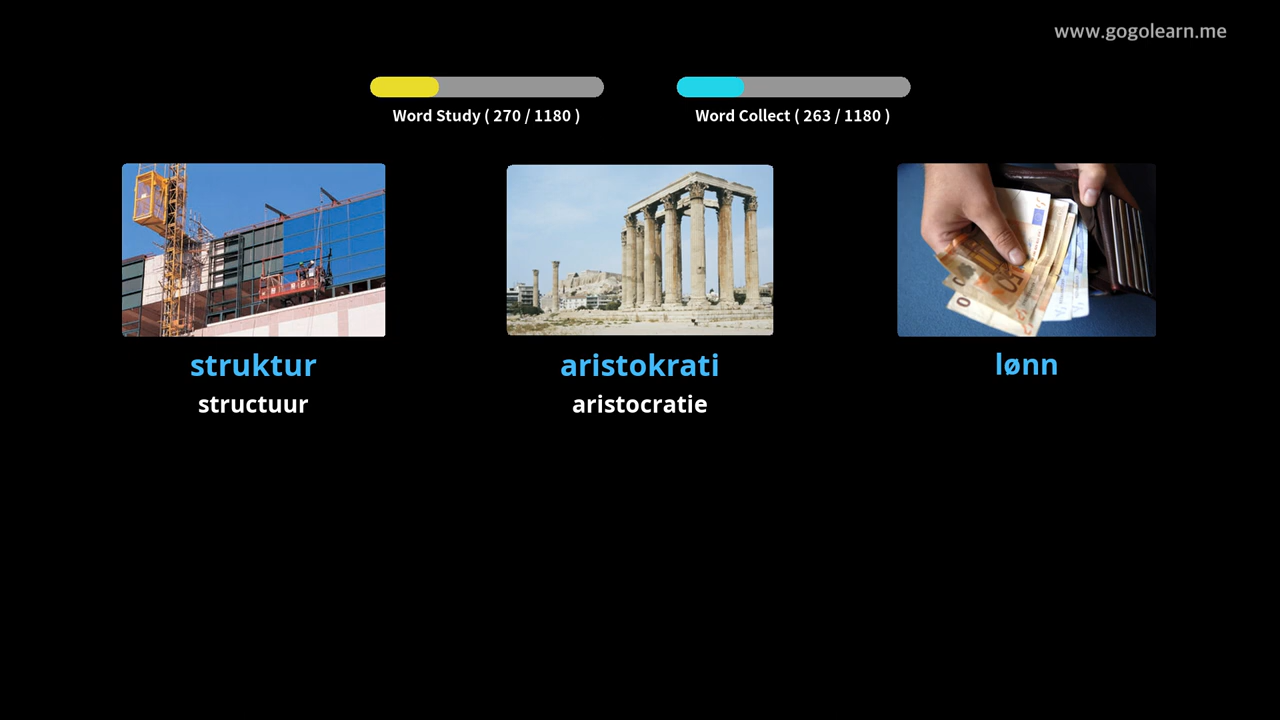 www.gogolearn.me
Word Study ( 270 / 1180 )
Word Collect ( 263 / 1180 )
struktur
structuur
aristokrati
aristocratie
lønn